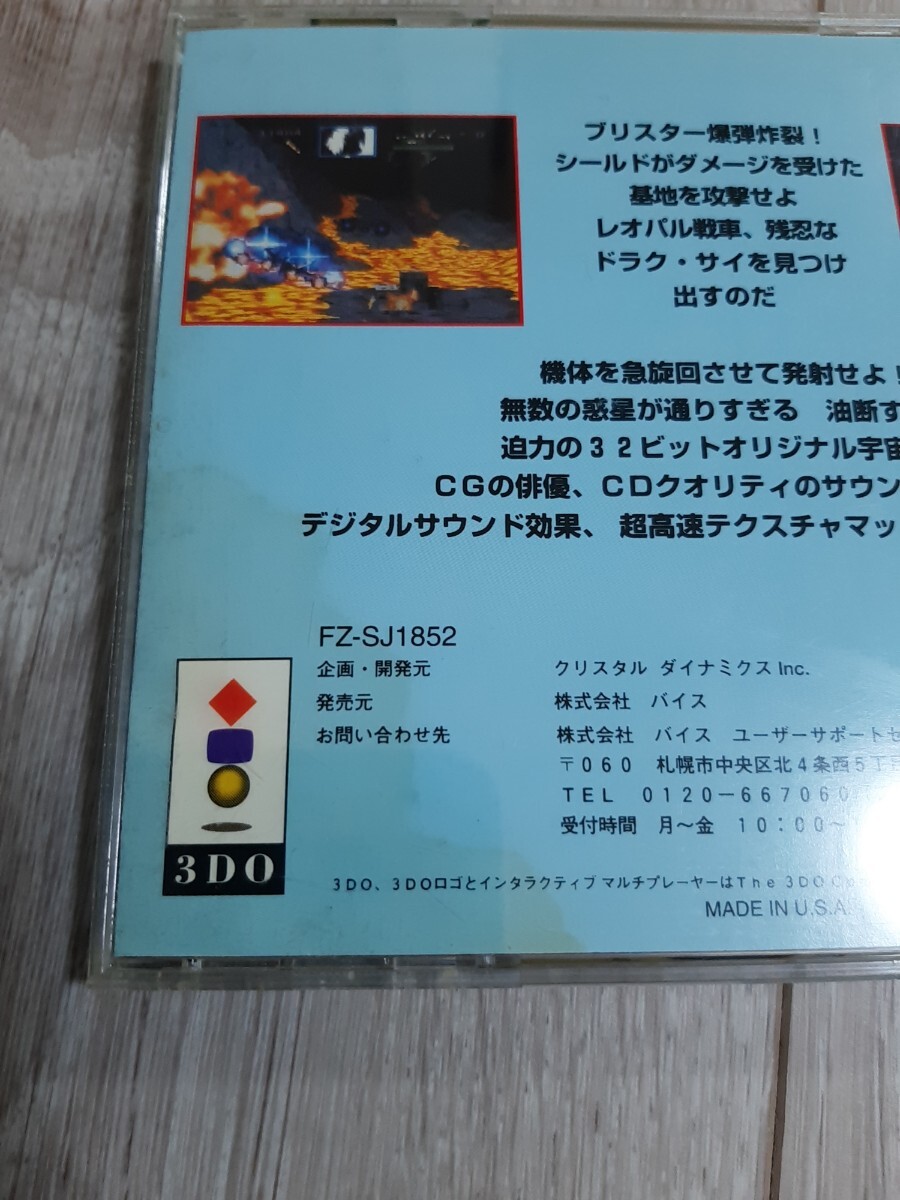 ブリスター爆弾炸裂！
シールドがダメージを受けた
基地を攻撃せよ
レオパル戦車、残忍な
ドラク・サイを見つけ
出すのだ
機体を急旋回させて発射せよ！
無数の惑星が通りすぎる　油断す
迫力の３２ビットオリジナル宇宙
ＣＧの俳優、ＣＤクオリティのサウン
デジタルサウンド効果、 超高速テクスチャマッ
FZ-SJ1852
企画・開発元 クリスタル ダイナミクス Inc.
発売元 株式会社　バイス
お問い合わせ先 株式会社　バイス　ユーザーサポートセ
〒０６０　札幌市中央区北４条西５丁
ＴＥＬ　０１２０−６６７０６０
受付時間　月〜金　１０：００〜
3DO
３ＤＯ、３ＤＯロゴとインタラクティブ マルチプレーヤーはＴｈｅ ３ＤＯ
MADE IN U.S.A.